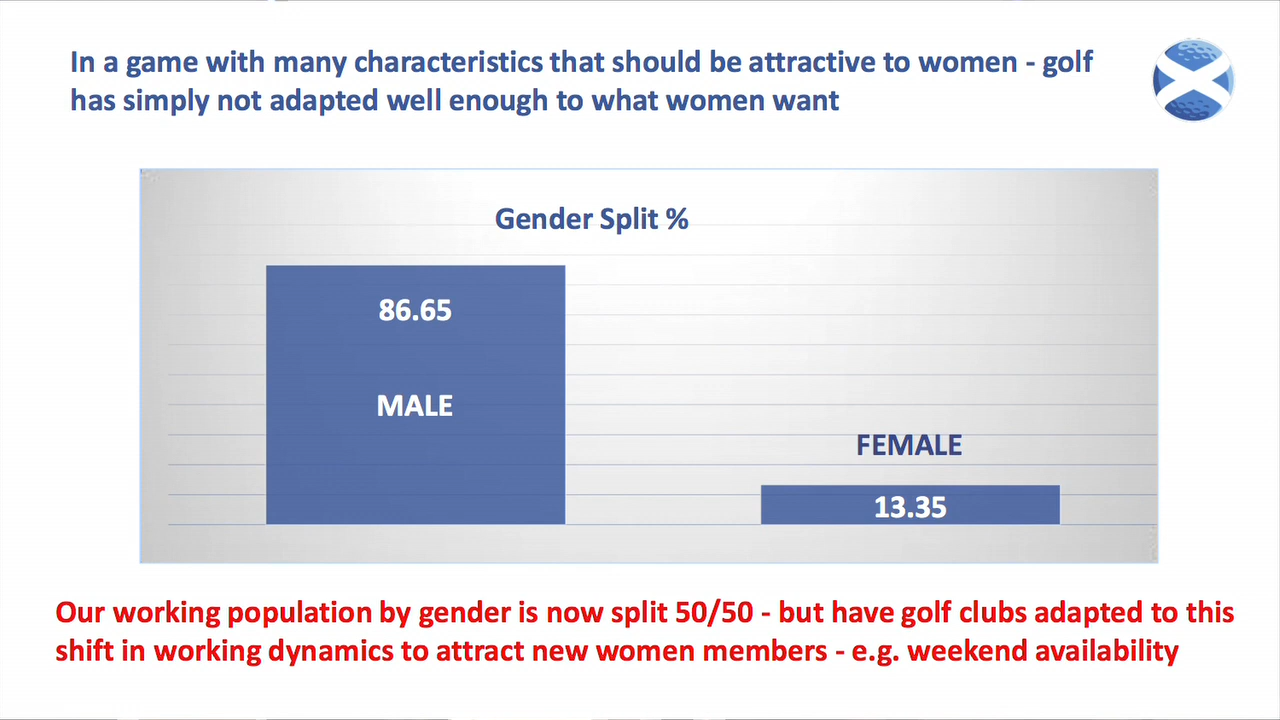 In a game with many characteristics that should be attractive to women - golf
has simply not adapted well enough to what women want
Gender Split %
86.65
MALE
FEMALE
13.35
Our working population by gender is now split 50/50 - but have golf clubs adapted to this
shift in working dynamics to attract new women members - e.g. weekend availability